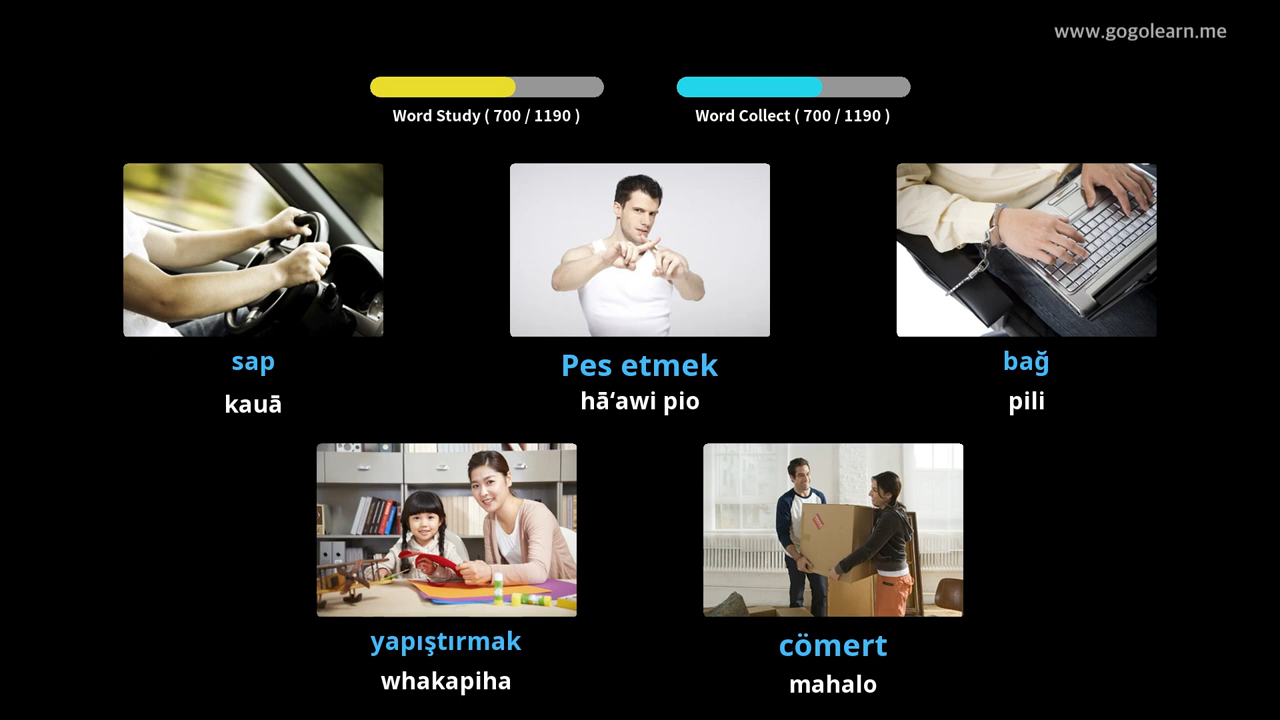 www.gogolearn.me
Word Study ( 700 / 1190 )
Word Collect ( 700 / 1190 )
sap
kauā
Pes etmek
hāʻawi pio
bağ
pili
yapıştırmak
whakapiha
cömert
mahalo